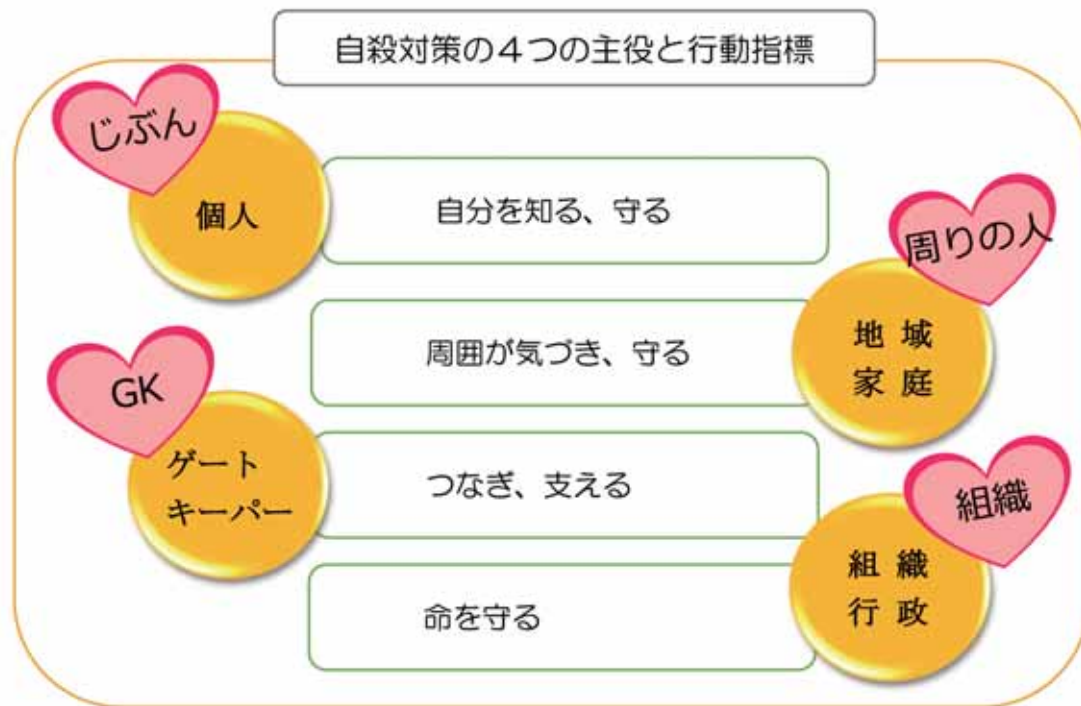 自殺対策の４つの主役と行動指標
じぶん
個人
自分を知る、守る
周りの人
地域
家庭
周囲が気づき、守る
GK
ゲート
キーパー
つなぎ、支える
組織
組織
行政
命を守る